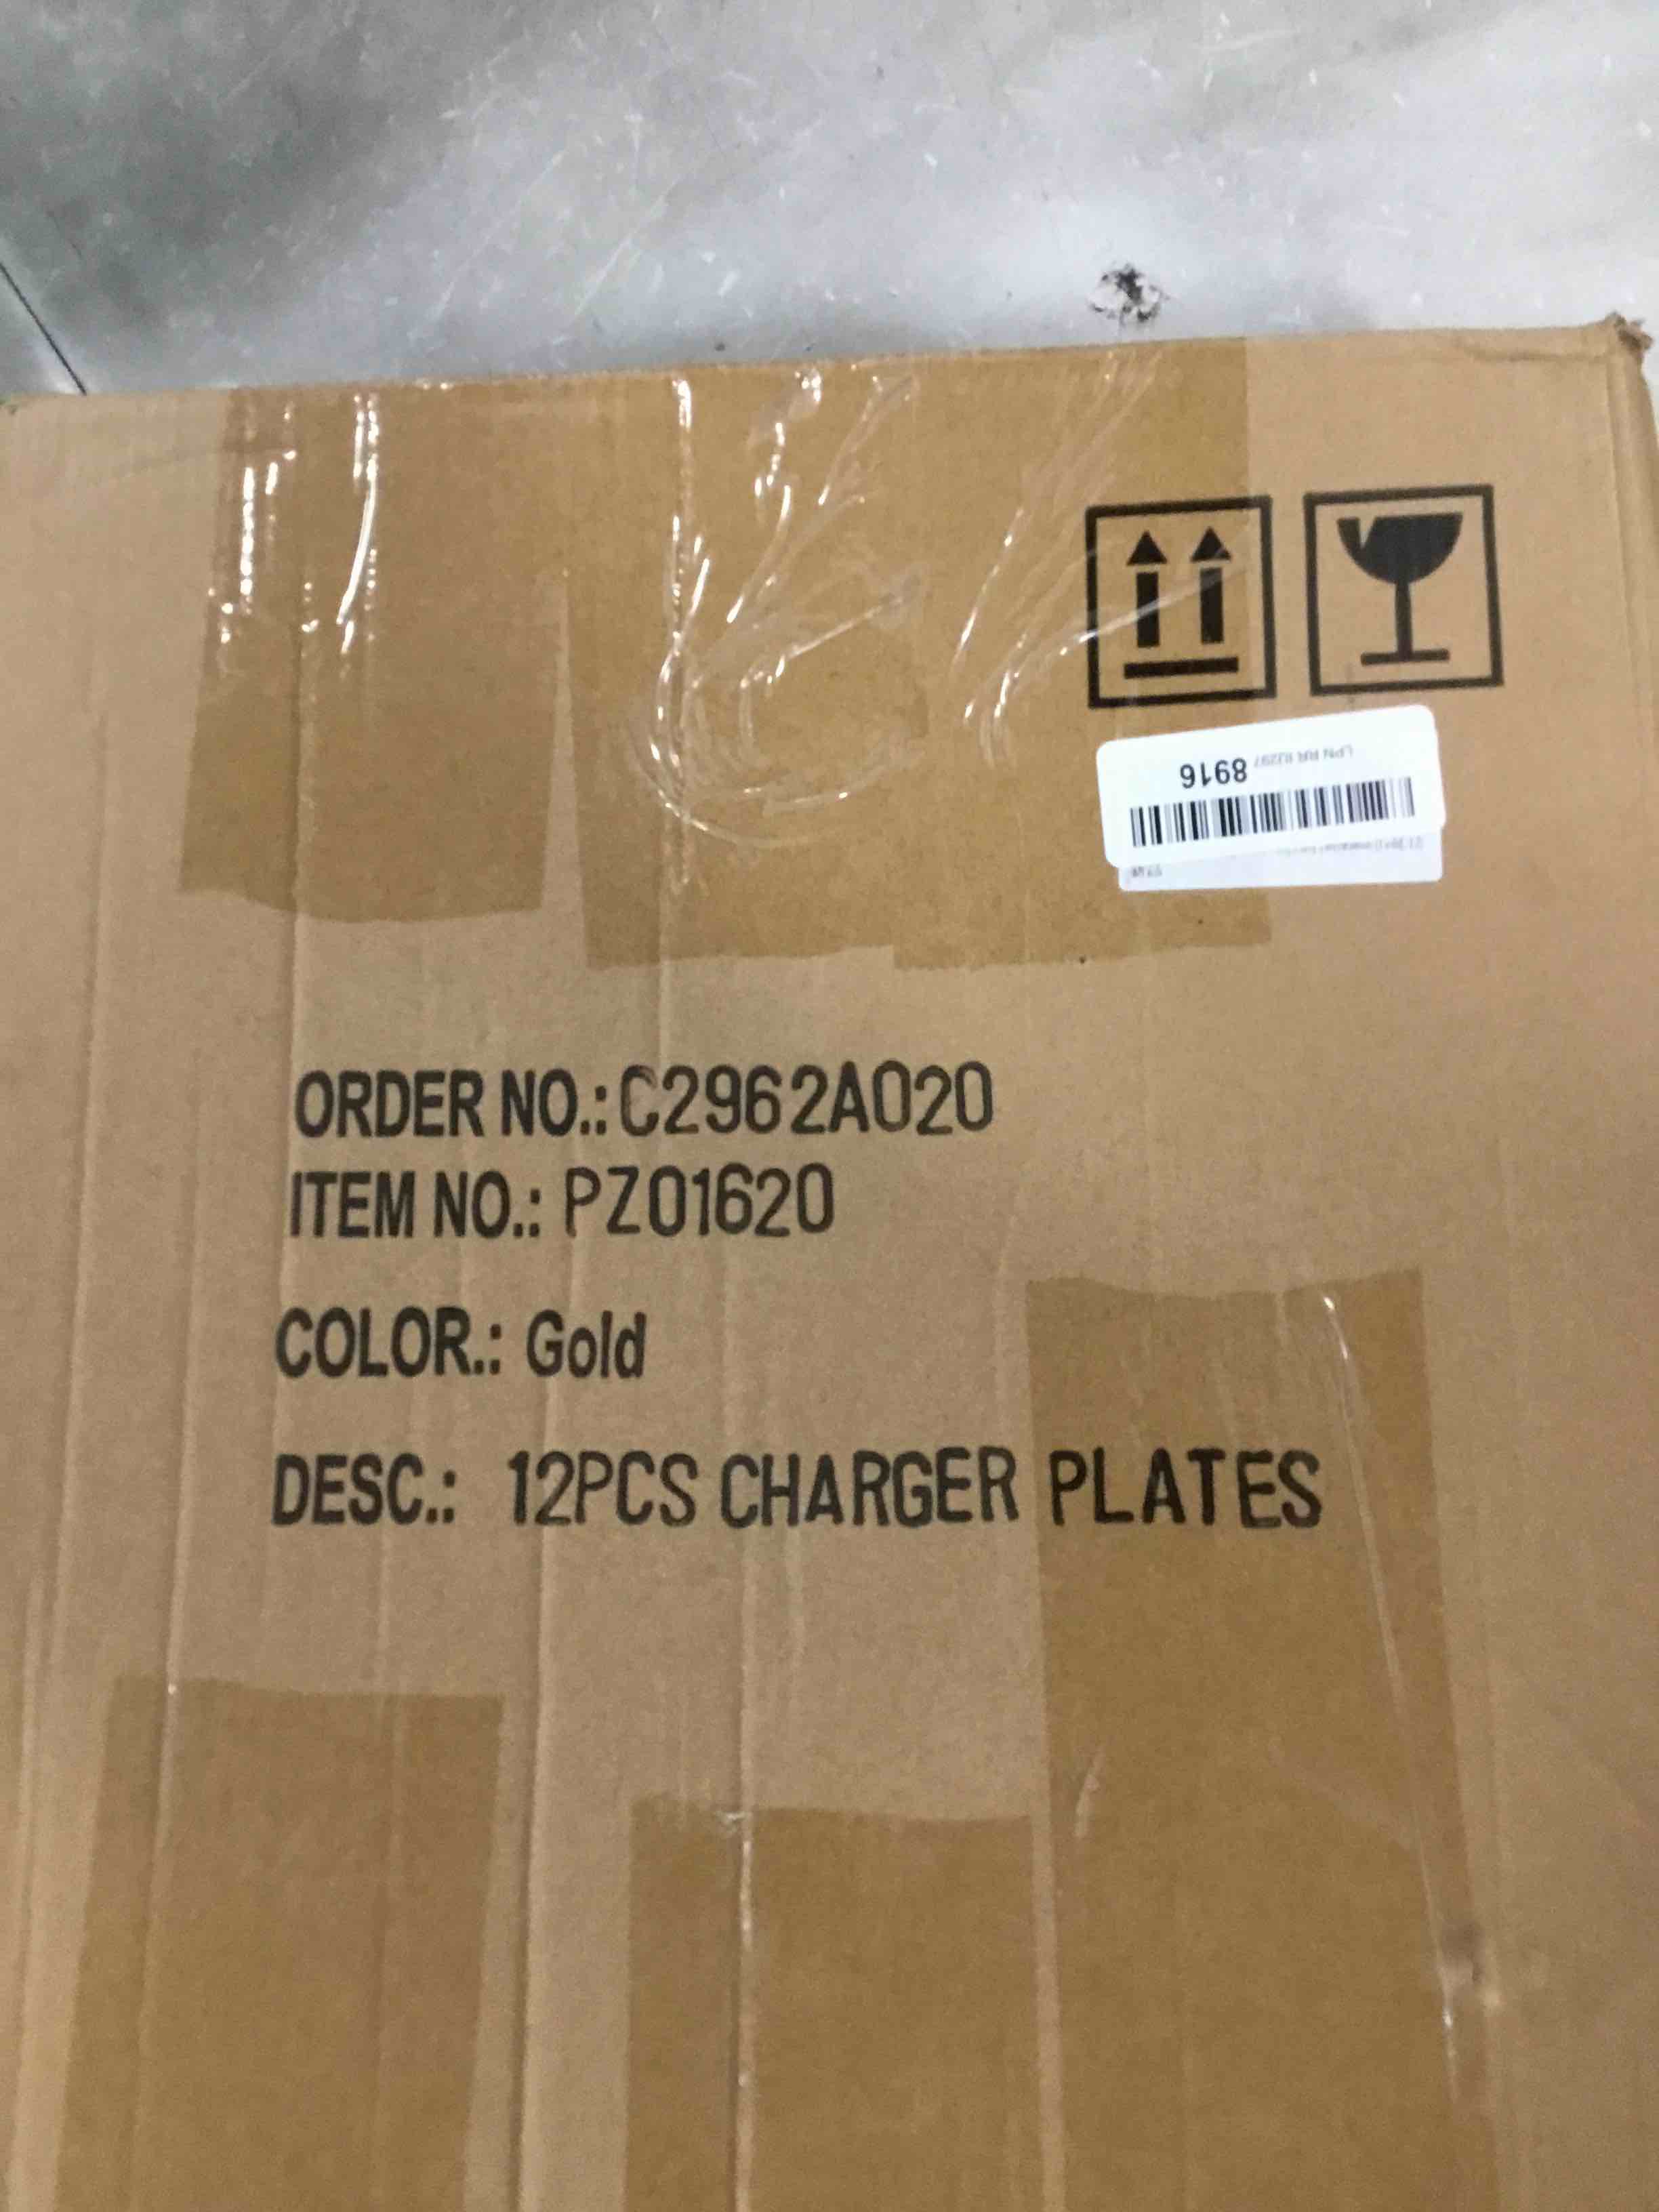 8916
ORDER NO.: C2962A020
ITEM NO.: PZ01620
COLOR.: Gold
DESC.: 12PCS CHARGER PLATES